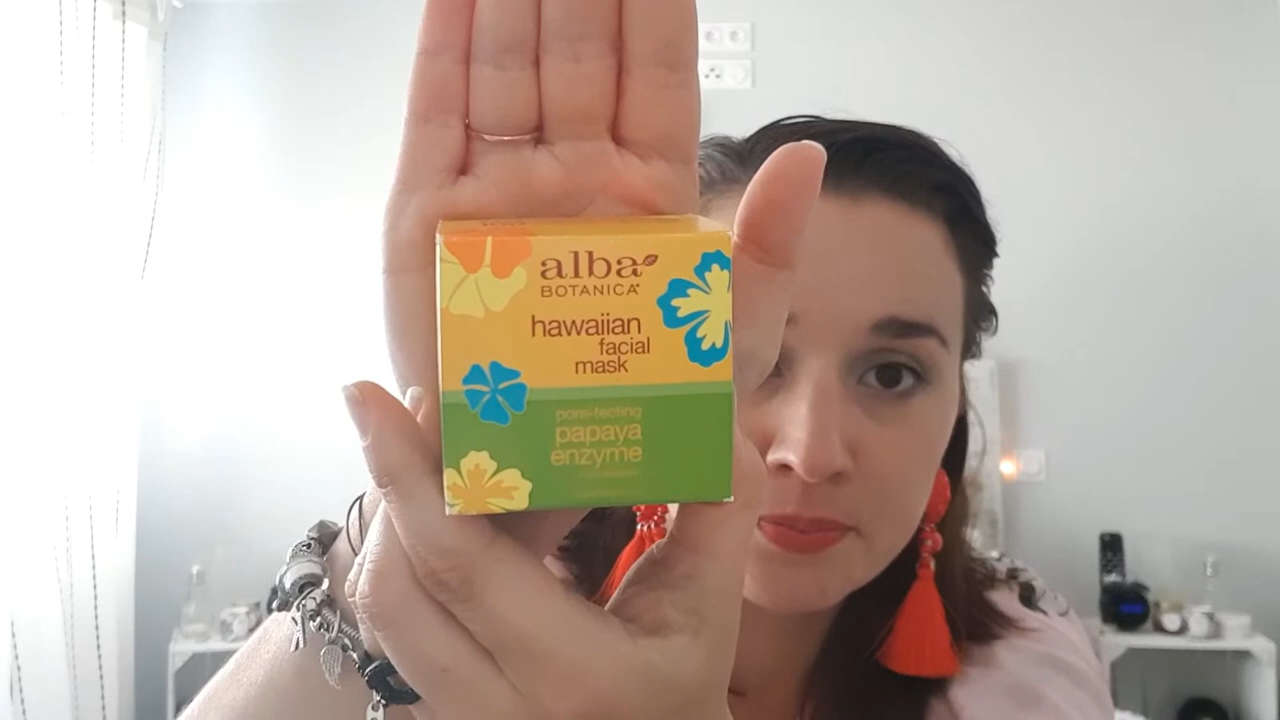 alba
BOTANICA
hawaiian
facial
mask
pore-fecting
papaya
enzyme